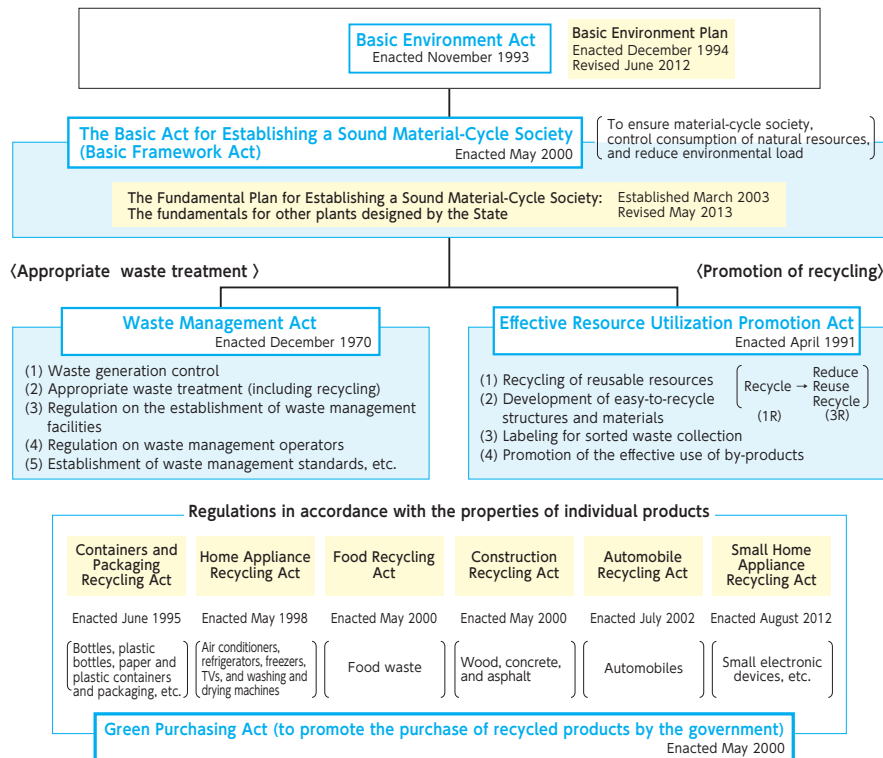 Basic Environment Act
Enacted November 1993
Basic Environment Plan
Enacted December 1994
Revised June 2012
The Basic Act for Establishing a Sound Material-Cycle Society
(Basic Framework Act)
Enacted May 2000
To ensure material-cycle society,
control consumption of natural resources,
and reduce environmental load
The Fundamental Plan for Establishing a Sound Material-Cycle Society:
The fundamentals for other plants designed by the State
Established March 2003
Revised May 2013
〈Appropriate waste treatment 〉
〈Promotion of recycling〉
Waste Management Act
Enacted December 1970
(1) Waste generation control
(2) Appropriate waste treatment (including recycling)
(3) Regulation on the establishment of waste management
facilities
(4) Regulation on waste management operators
(5) Establishment of waste management standards, etc.
Effective Resource Utilization Promotion Act
Enacted April 1991
(1) Recycling of reusable resources
(2) Development of easy-to-recycle
structures and materials
(3) Labeling for sorted waste collection
(4) Promotion of the effective use of by-products
Recycle → Reduce
Reuse
Recycle
(1R) (3R)
Regulations in accordance with the properties of individual products
Containers and
Packaging
Recycling Act
Enacted June 1995
Bottles, plastic
bottles, paper and
plastic containers
and packaging, etc.
Home Appliance
Recycling Act
Enacted May 1998
Air conditioners,
refrigerators, freezers,
TVs, and washing and
drying machines
Food Recycling
Act
Enacted May 2000
Food waste
Construction
Recycling Act
Enacted May 2000
Wood, concrete,
and asphalt
Automobile
Recycling Act
Enacted July 2002
Automobiles
Small Home
Appliance
Recycling Act
Enacted August 2012
Small electronic
devices, etc.
Green Purchasing Act (to promote the purchase of recycled products by the government)
Enacted May 2000